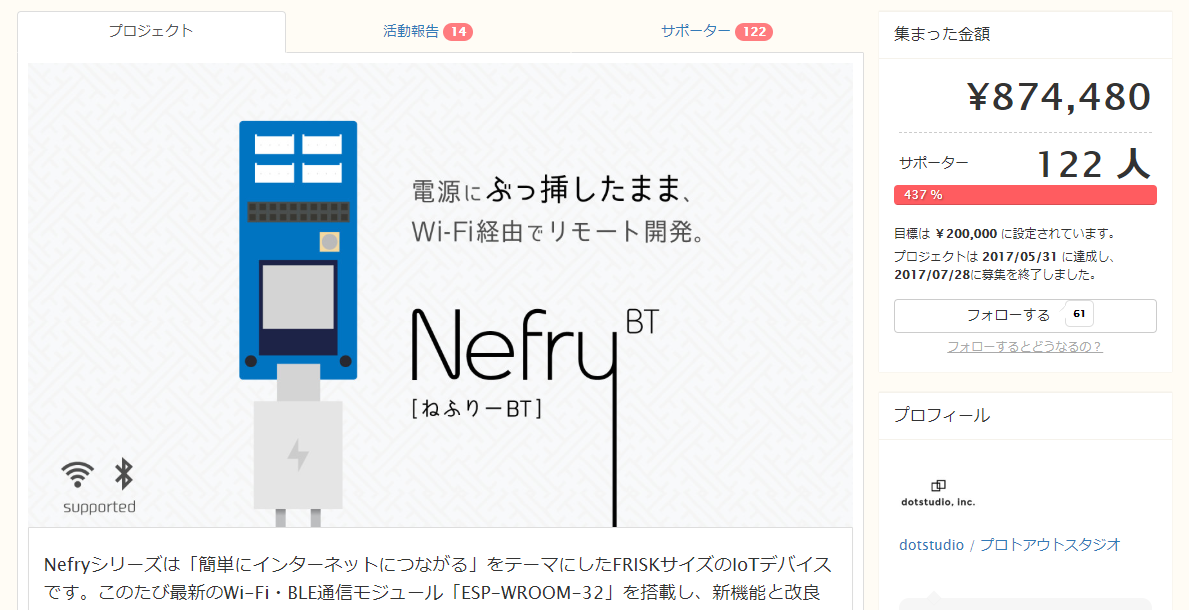 プロジェクト
活動報告 14
サポーター 122
電源にぶっ挿したまま、
Wi-Fi経由でリモート開発。
Nefry BT
[ねふりーBT]
supported
Nefryシリーズは「簡単にインターネットにつながる」をテーマにしたFRISKサイズのIoTデバイス
です。このたび最新のWi-Fi・BLE通信モジュール「ESP-WROOM-32」を搭載し、新機能と改良
集まった金額
¥874,480
サポーター 122 人
437 %
目標は ¥200,000 に設定されています。
プロジェクトは 2017/05/31 に達成し、
2017/07/28に募集を終了しました。
フォローする 61
フォローするとどうなるの？
プロフィール
dotstudio, inc.
dotstudio / プロトアウトスタジオ